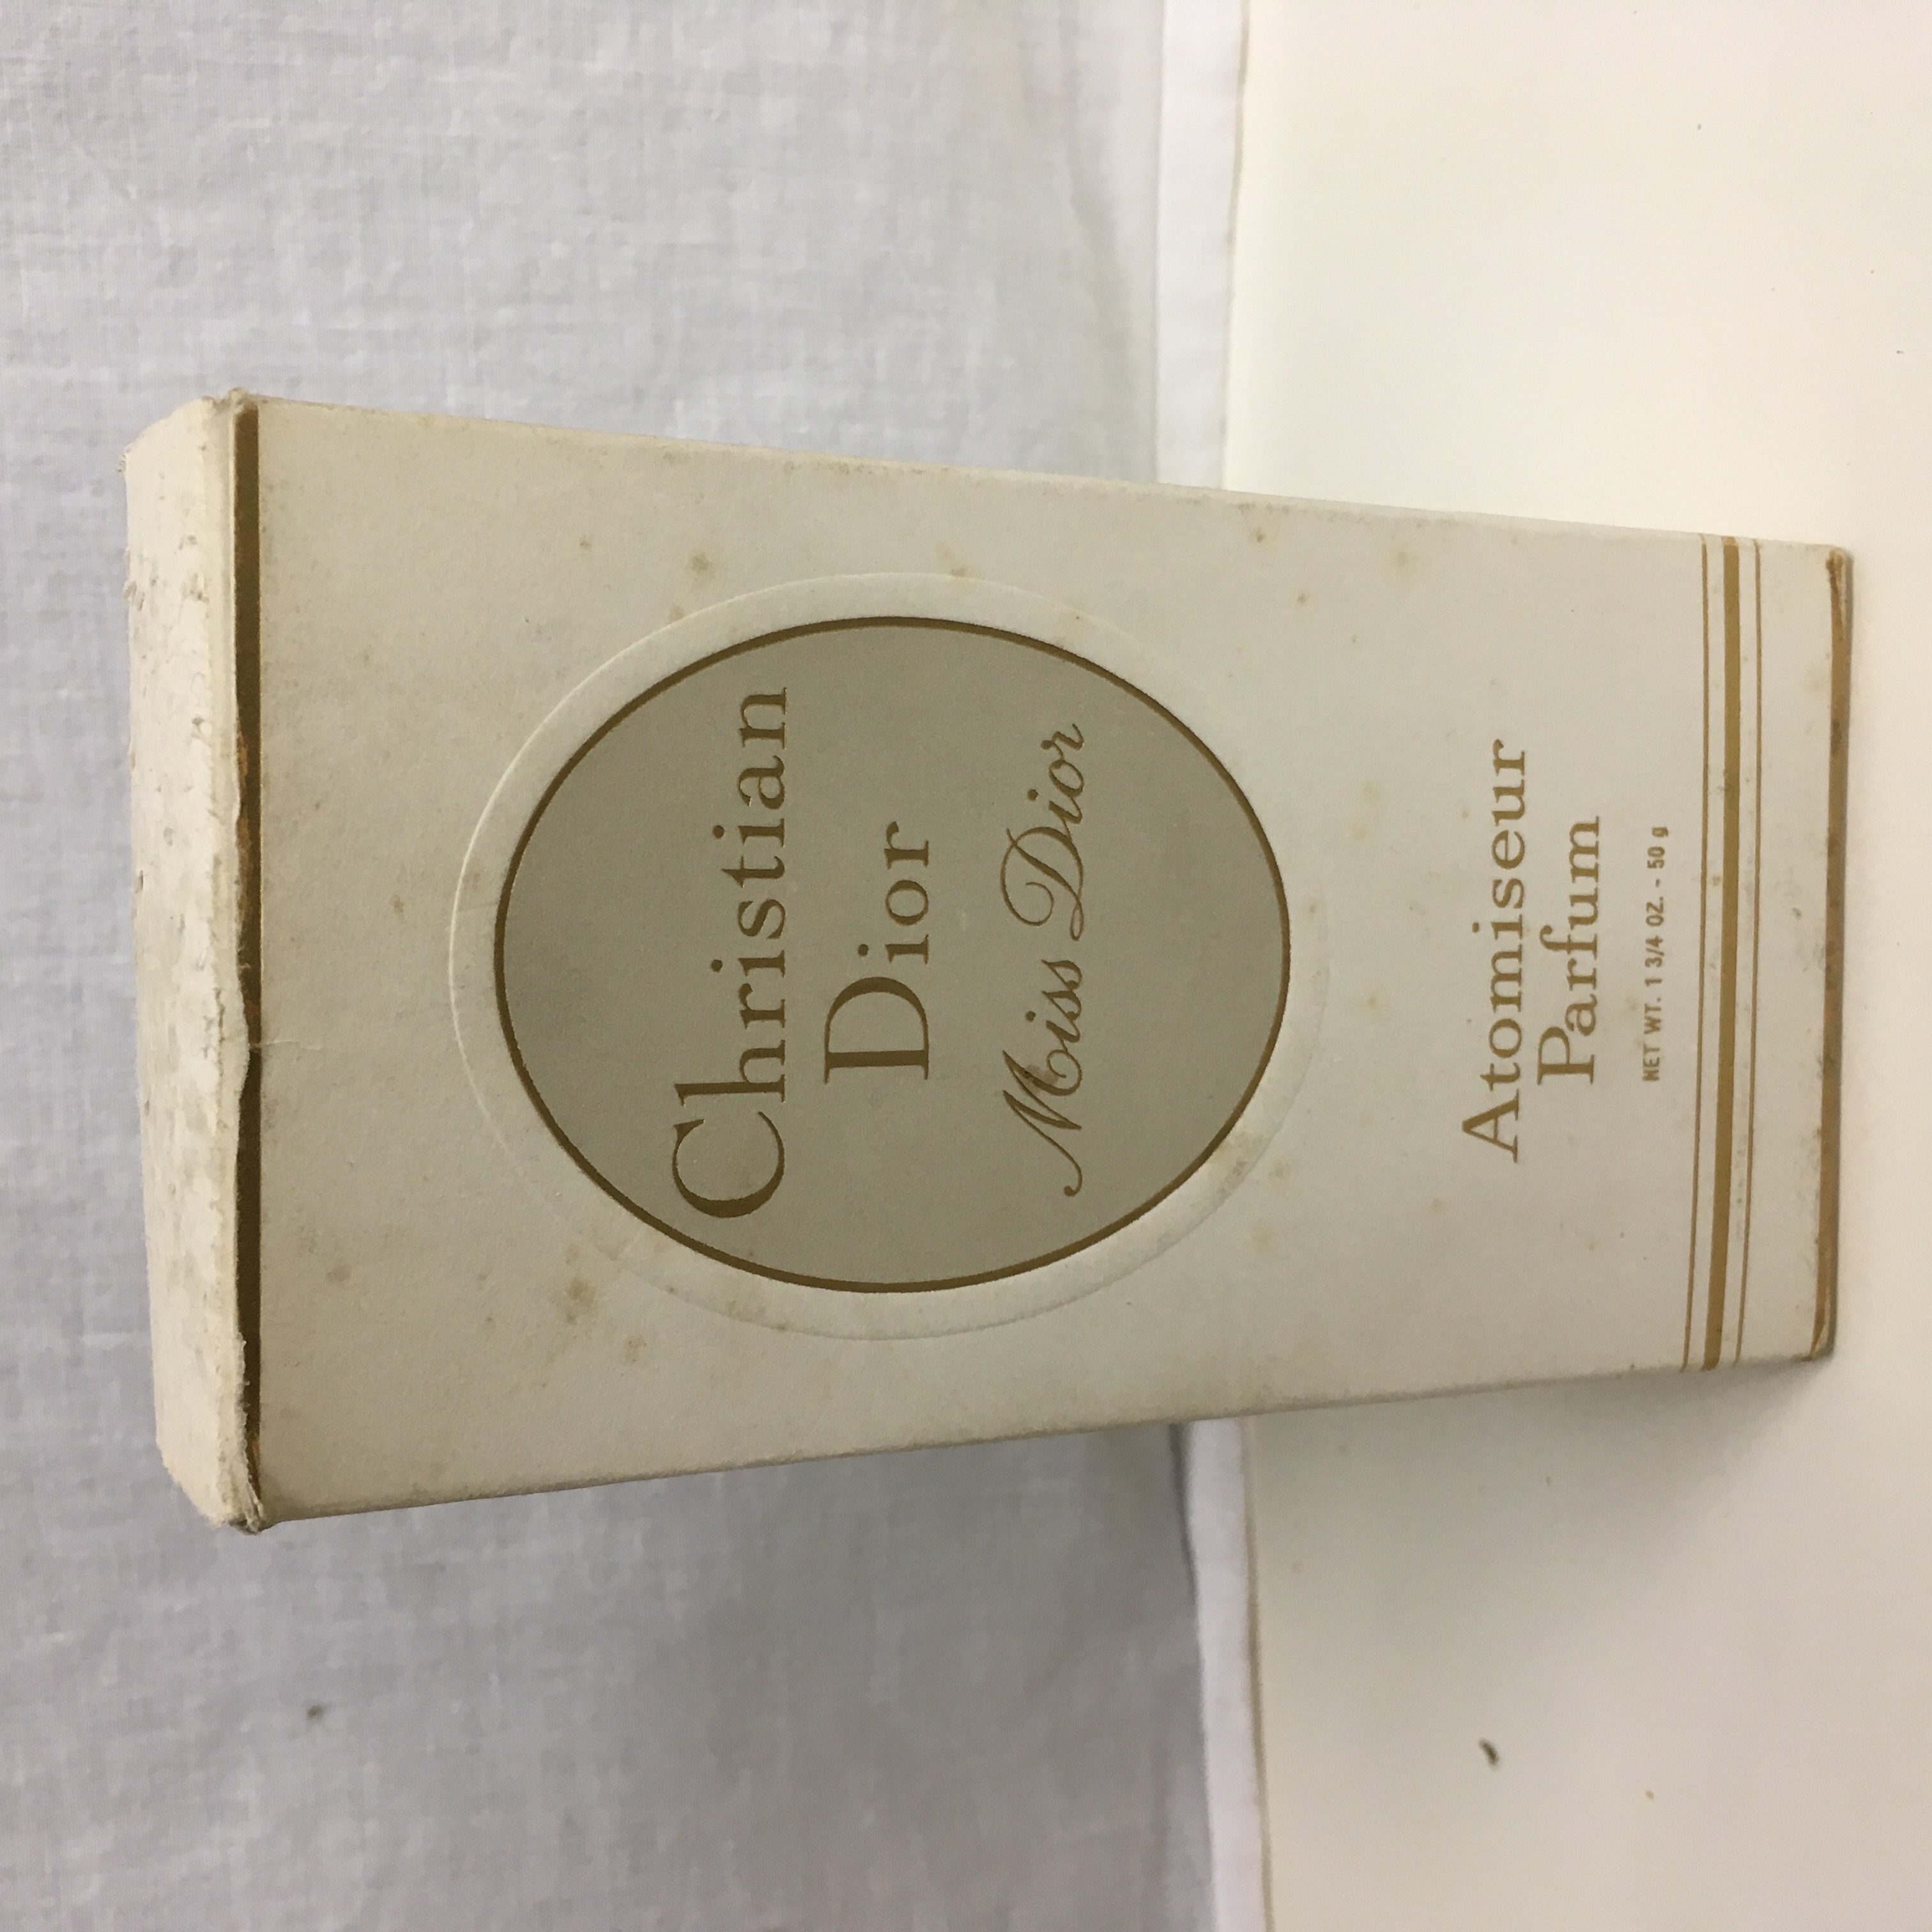 Christian
Dior
Miss Dior
Atomiseur
Parfum
NET WT. 1 3/4 OZ. - 50 g